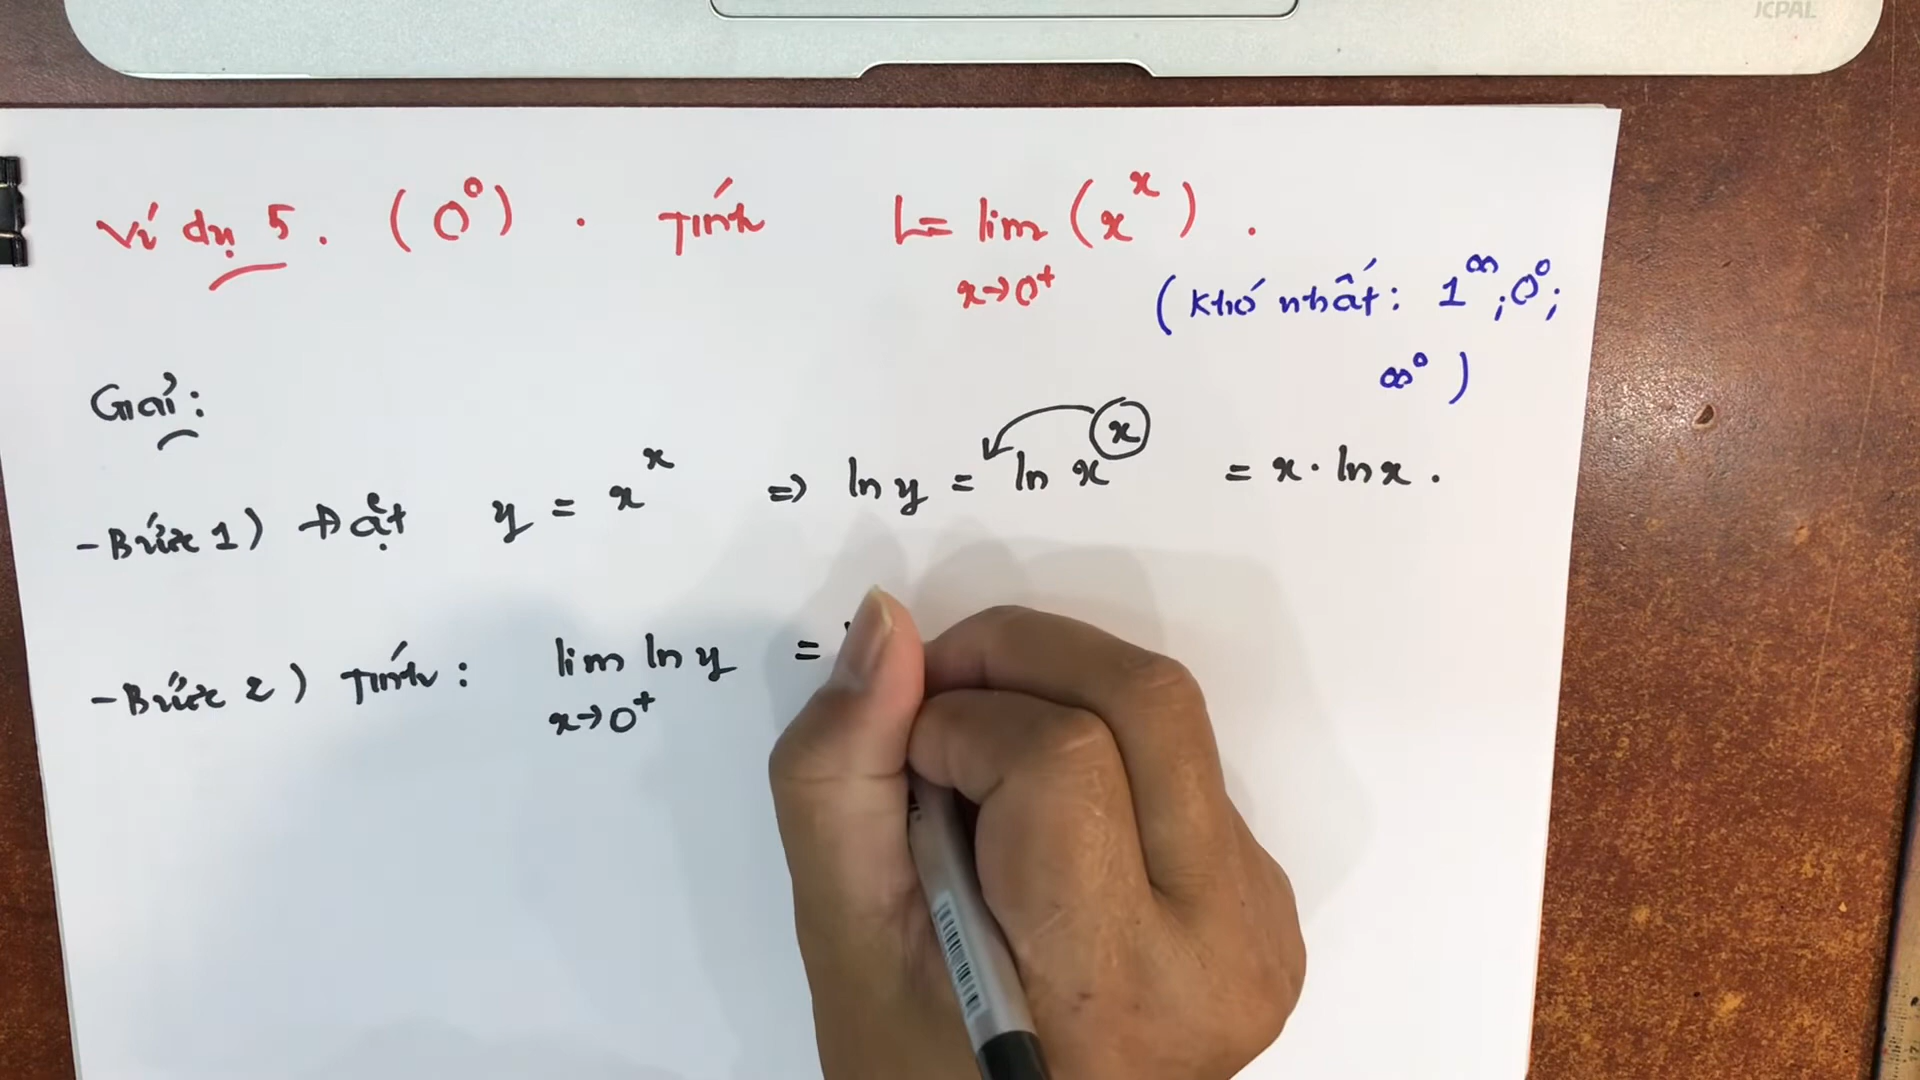 JCPAL
Ví dụ 5. (0⁰). Tính L = lim (xˣ).
x→0⁺
(Khó nhất: 1^∞; 0⁰;
∞⁰)
Giải:
- Bước 1) Đặt y = xˣ ⇒ ln y = ln xˣ = x · ln x.
- Bước 2) Tính: lim ln y =
x→0⁺